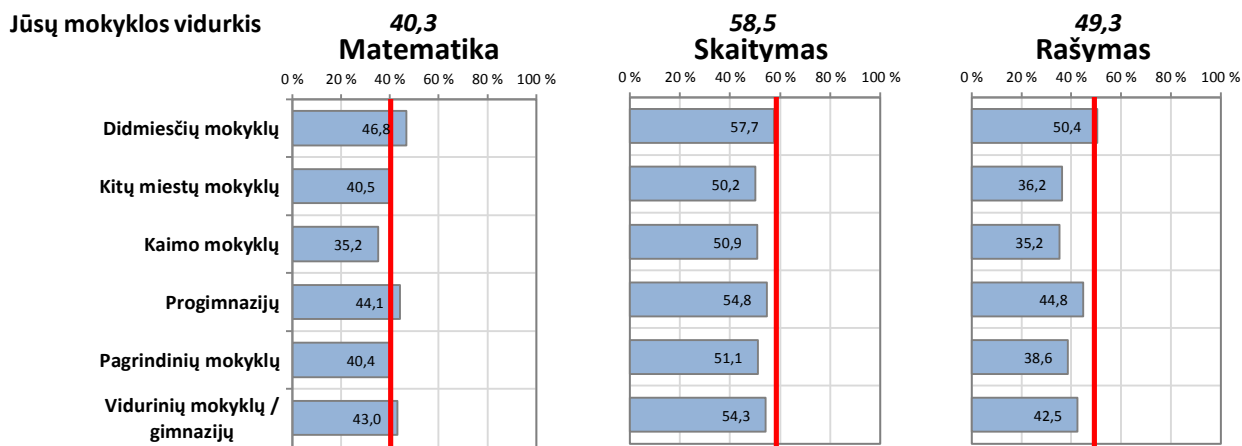 Jūsų mokyklos vidurkis 40,3 58,5 49,3
Matematika Skaitymas Rašymas
0 % 20 % 40 % 60 % 80 % 100 % 0 % 20 % 40 % 60 % 80 % 100 % 0 % 20 % 40 % 60 % 80 % 100 %
Didmiesčių mokyklų 46,8 57,7 50,4
Kitų miestų mokyklų 40,5 50,2 36,2
Kaimo mokyklų 35,2 50,9 35,2
Progimnazijų 44,1 54,8 44,8
Pagrindinių mokyklų 40,4 51,1 38,6
Vidurinių mokyklų /
gimnazijų 43,0 54,3 42,5